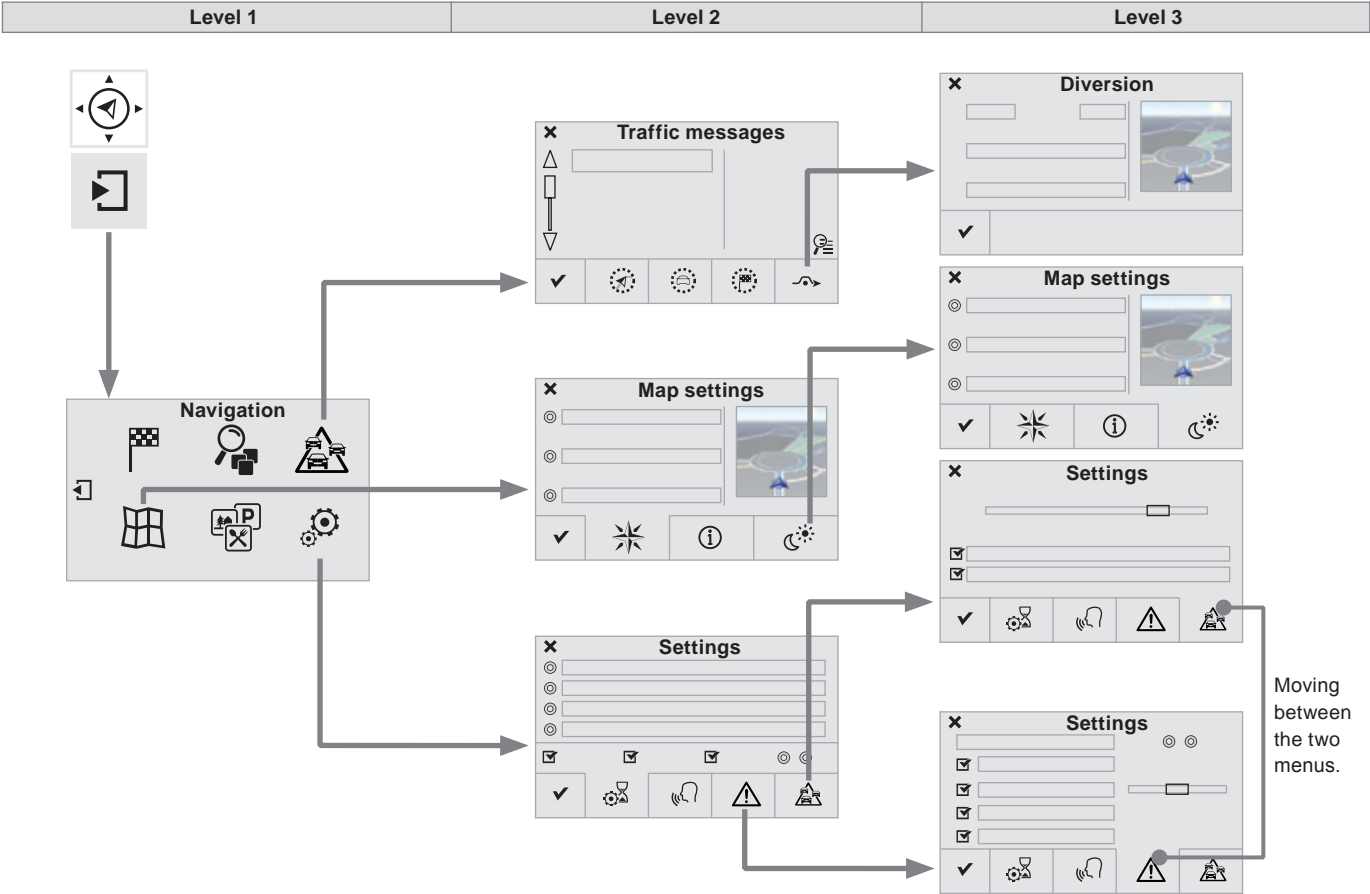 Level 1
Level 2
Level 3
Navigation
P
Traffic messages
Map settings
Settings
Diversion
Map settings
Settings
Settings
Moving
between
the two
menus.